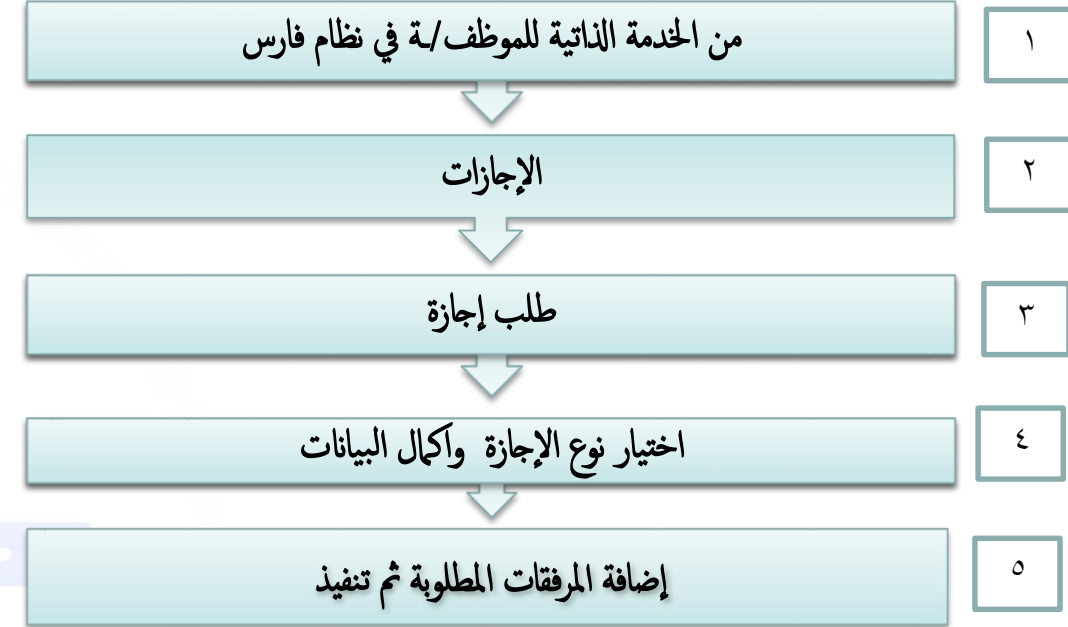 ١ من الخدمة الذاتية للموظف/ـة في نظام فارس
٢ الإجازات
٣ طلب إجازة
٤ اختيار نوع الإجازة واكمال البيانات
٥ إضافة المرفقات المطلوبة ثم تنفيذ